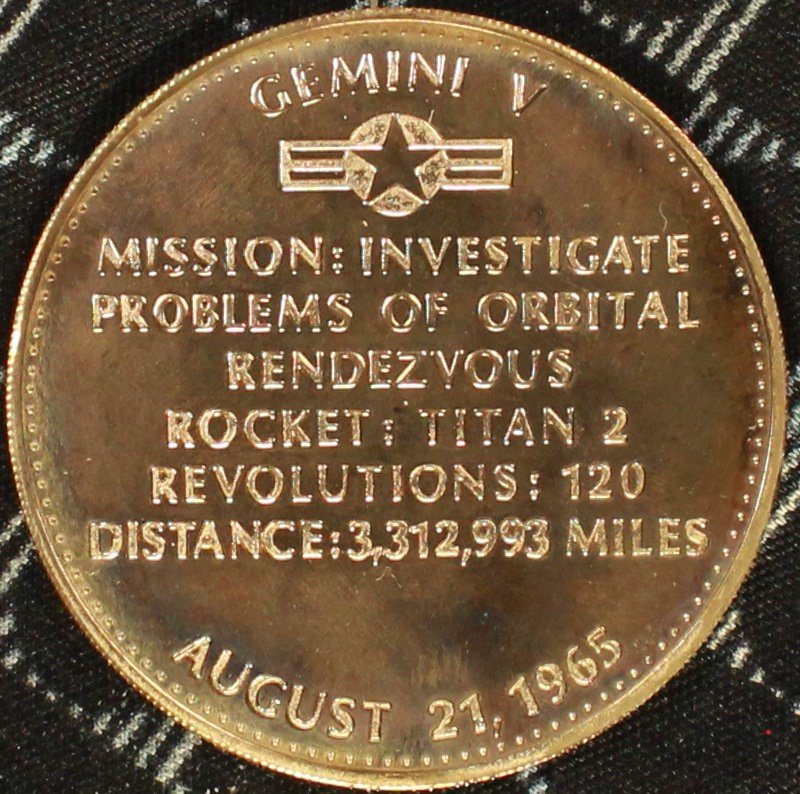 GEMINI V
MISSION: INVESTIGATE
PROBLEMS OF ORBITAL
RENDEZVOUS
ROCKET: TITAN 2
REVOLUTIONS: 120
DISTANCE: 3,312,993 MILES
AUGUST 21, 1965